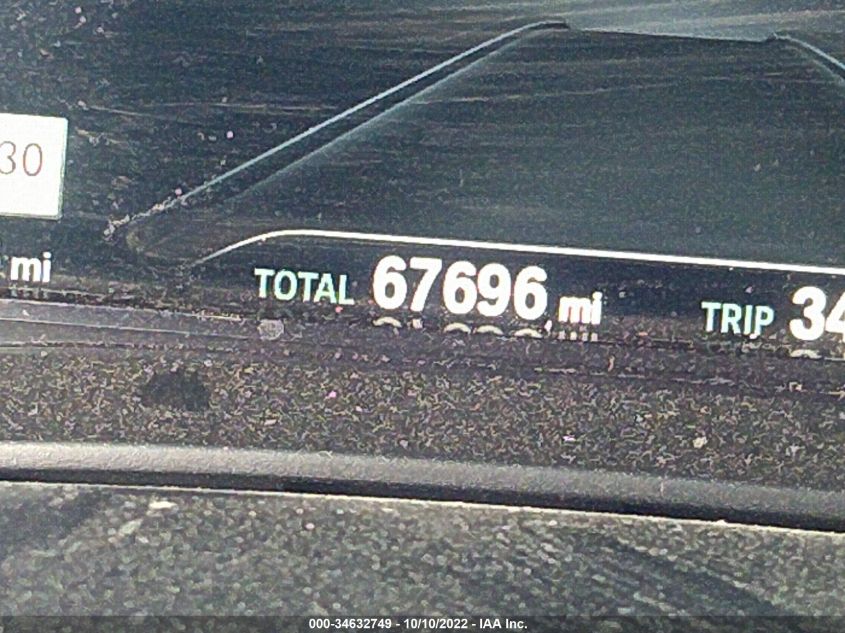 30
mi
TOTAL 67696 mi
TRIP 34
000-34632749 - 10/10/2022 - IAA Inc.